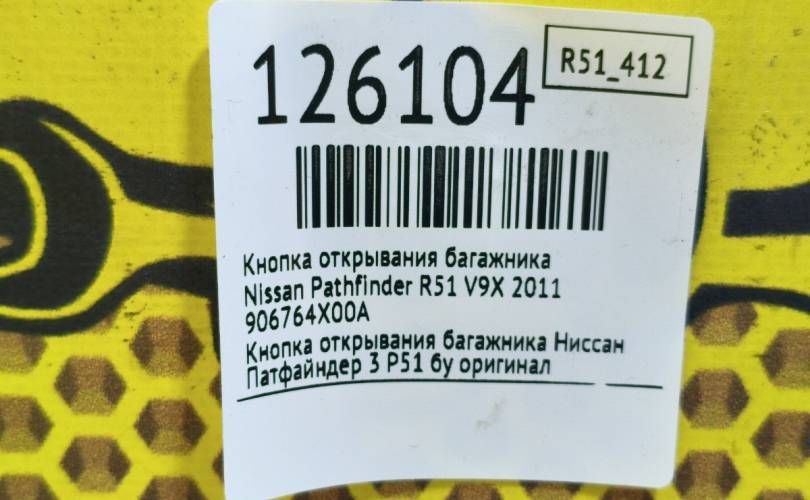 126104
R51_412
Кнопка открывания багажника
Nissan Pathfinder R51 V9X 2011
906764X00A
Кнопка открывания багажника Ниссан
Патфайндер 3 Р51 бу оригинал